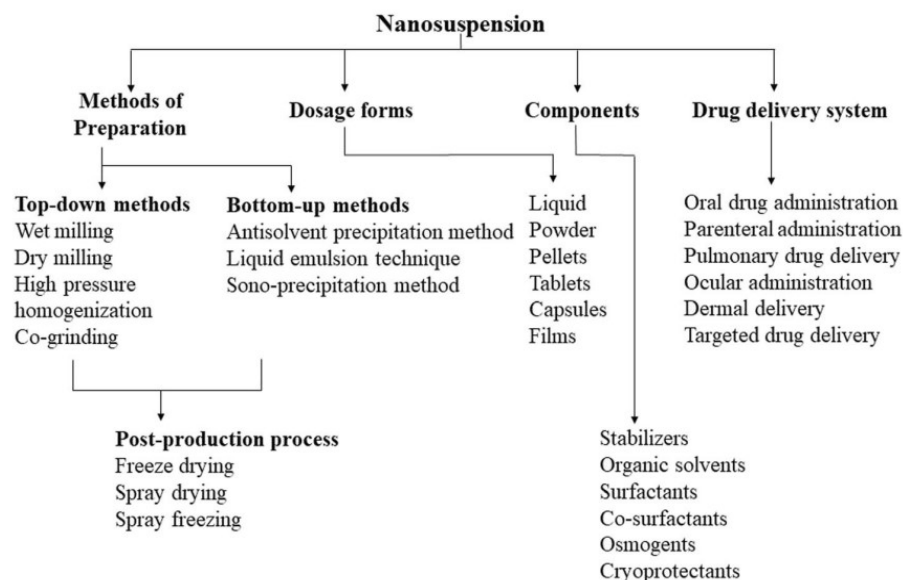 Nanosuspension
Methods of
Preparation
Dosage forms
Components
Drug delivery system
Top-down methods
Wet milling
Dry milling
High pressure
homogenization
Co-grinding
Bottom-up methods
Antisolvent precipitation method
Liquid emulsion technique
Sono-precipitation method
Liquid
Powder
Pellets
Tablets
Capsules
Films
Oral drug administration
Parenteral administration
Pulmonary drug delivery
Ocular administration
Dermal delivery
Targeted drug delivery
Post-production process
Freeze drying
Spray drying
Spray freezing
Stabilizers
Organic solvents
Surfactants
Co-surfactants
Osmogents
Cryoprotectants